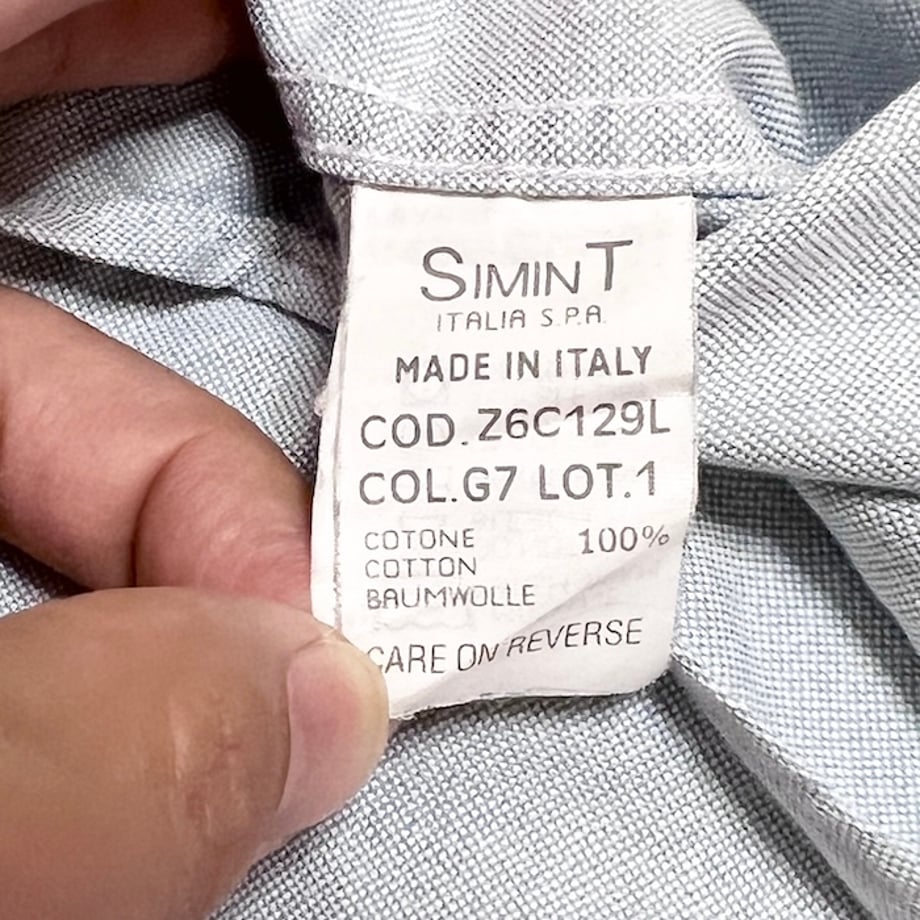 SIMINT
ITALIA S.P.A.
MADE IN ITALY
COD. Z6C129L
COL.G7 LOT.1
COTONE 100%
COTTON
BAUMWOLLE
CARE ON REVERSE